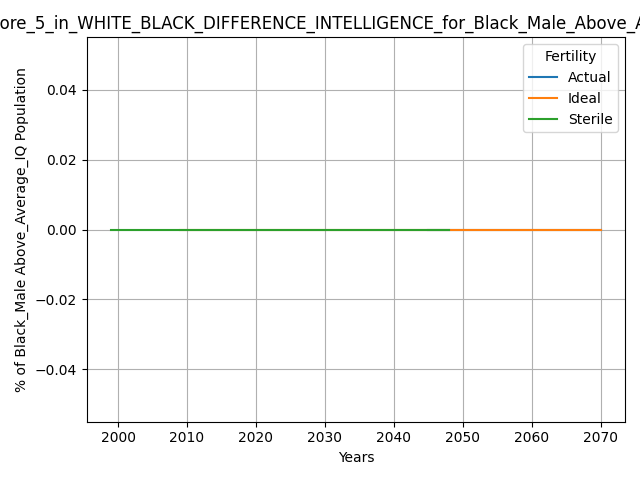 ore_5_in_WHITE_BLACK_DIFFERENCE_INTELLIGENCE_for_Black_Male_Above_A
Fertility
Actual
Ideal
Sterile
% of Black_Male Above_Average_IQ Population
0.04
0.02
0.00
−0.02
−0.04
2000 2010 2020 2030 2040 2050 2060 2070
Years